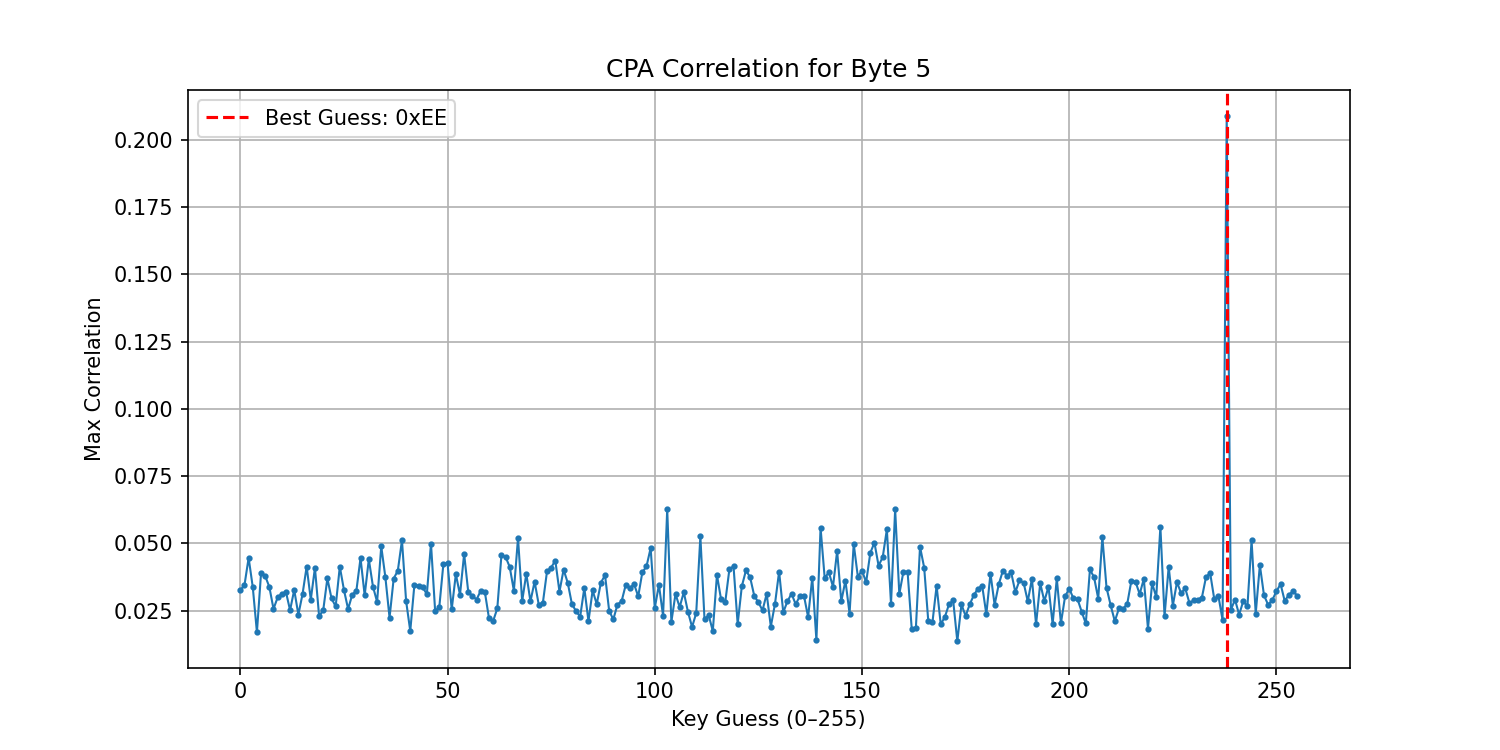 CPA Correlation for Byte 5
Best Guess: 0xEE
Max Correlation
0.200
0.175
0.150
0.125
0.100
0.075
0.050
0.025
0 50 100 150 200 250
Key Guess (0–255)